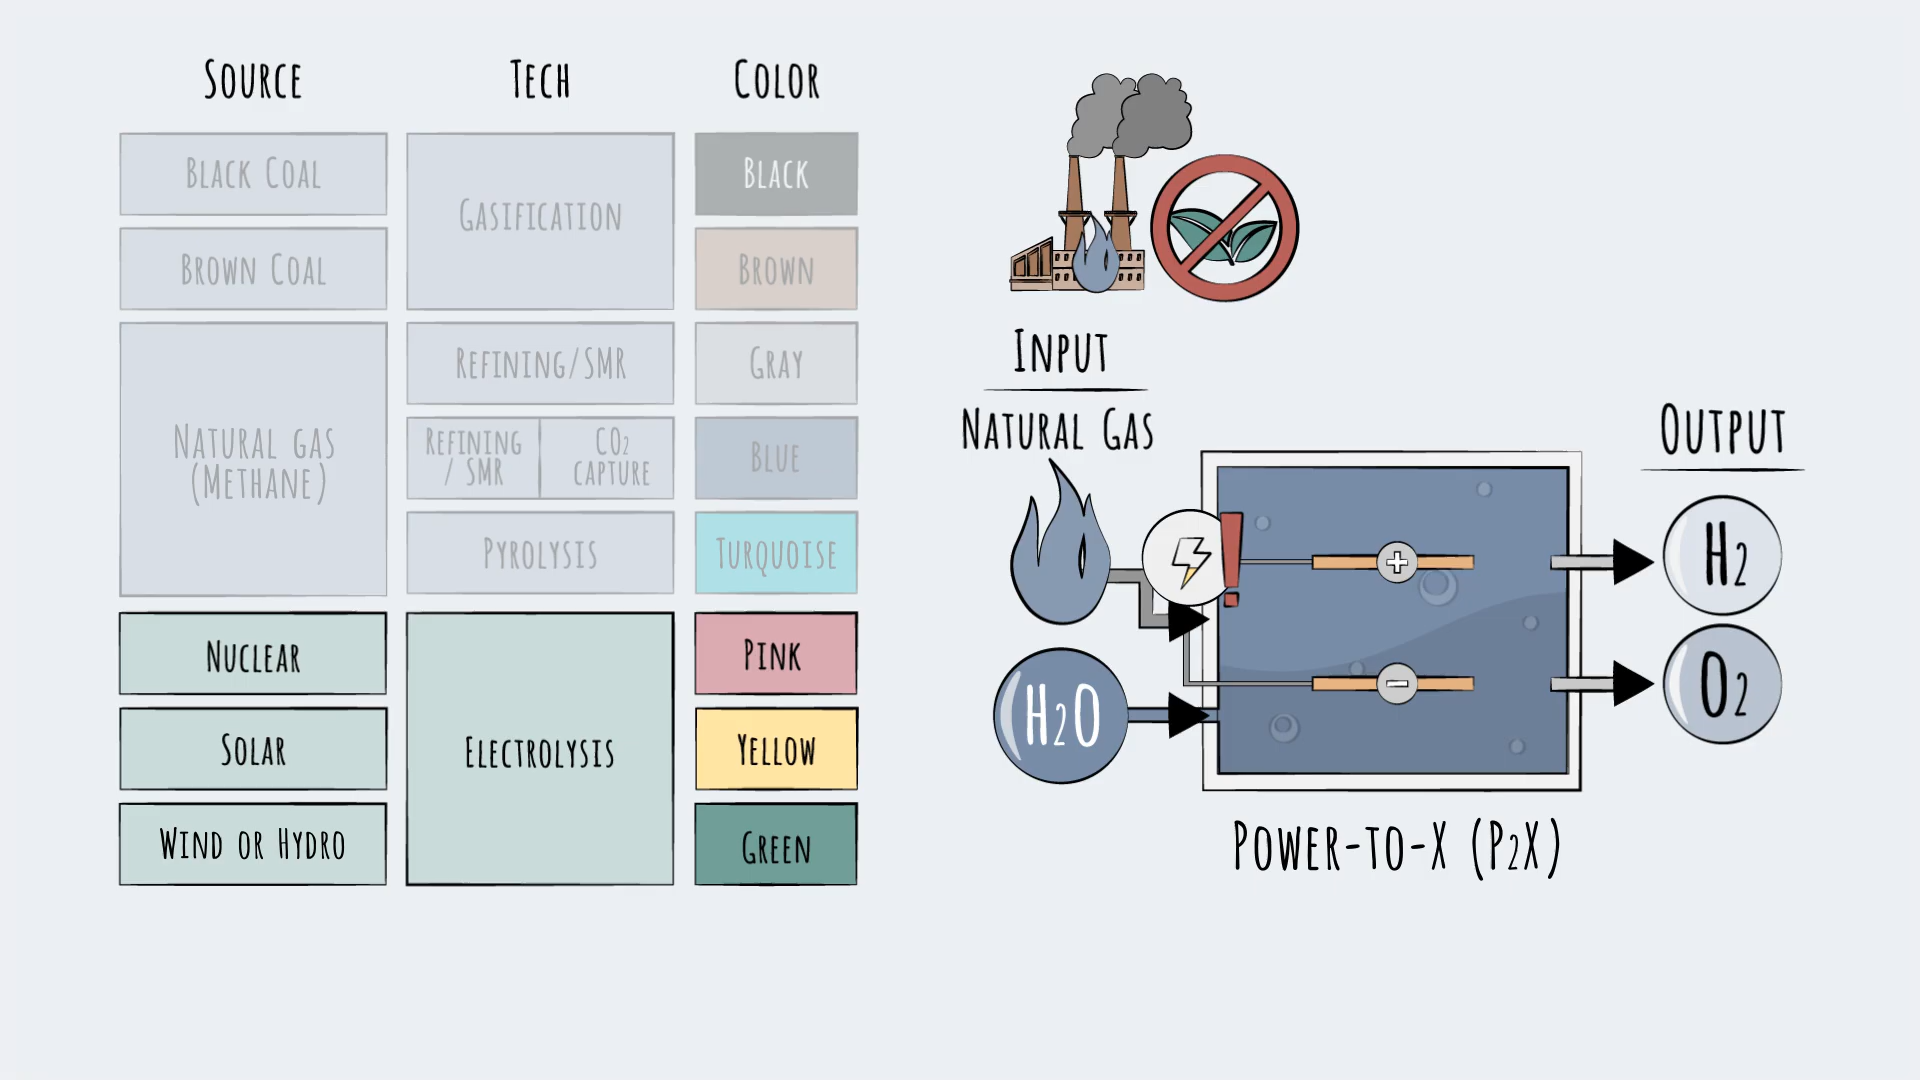 Source Tech Color
Black Coal
Gasification
Black
Brown Coal
Brown
Natural gas
(Methane)
Refining/SMR
Gray
Refining
/ SMR
CO2
capture
Blue
Pyrolysis
Turquoise
Nuclear
Electrolysis
Pink
Solar
Yellow
Wind or Hydro
Green
Input
Natural Gas
H2O
+
-
Output
H2
O2
Power-to-X (P2X)